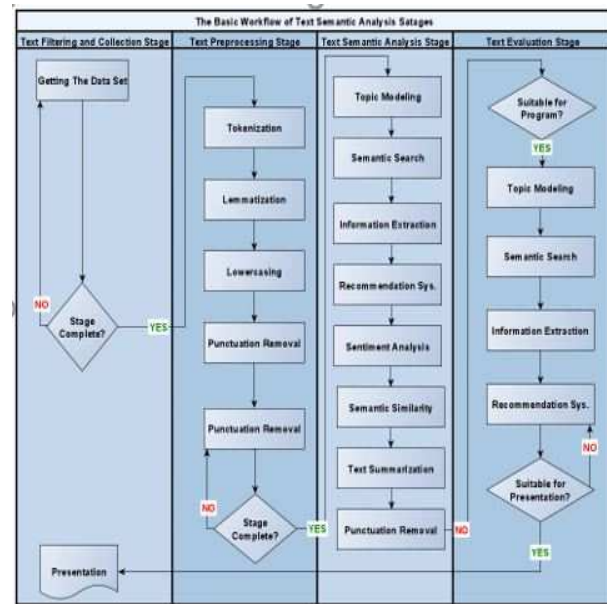 The Basic Workflow of Text Semantic Analysis Satages
Text Filtering and Collection Stage
Getting The Data Set
NO
Stage
Complete?
YES
Presentation
Text Preprocessing Stage
Tokenization
Lemmatization
Lowercasing
Punctuation Removal
Punctuation Removal
NO
Stage
Complete?
YES
Text Semantic Analysis Stage
Topic Modeling
Semantic Search
Information Extraction
Recommendation Sys.
Sentiment Analysis
Semantic Similarity
Text Summarization
Punctuation Removal
NO
Text Evaluation Stage
Suitable for
Program?
YES
Topic Modeling
Semantic Search
Information Extraction
Recommendation Sys.
NO
Suitable for
Presentation?
YES